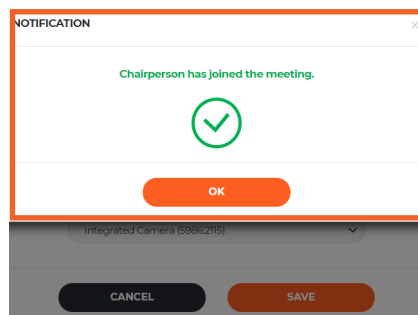 NOTIFICATION
×
Chairperson has joined the meeting.
OK
Integrated Camera (5986:2115)
CANCEL
SAVE